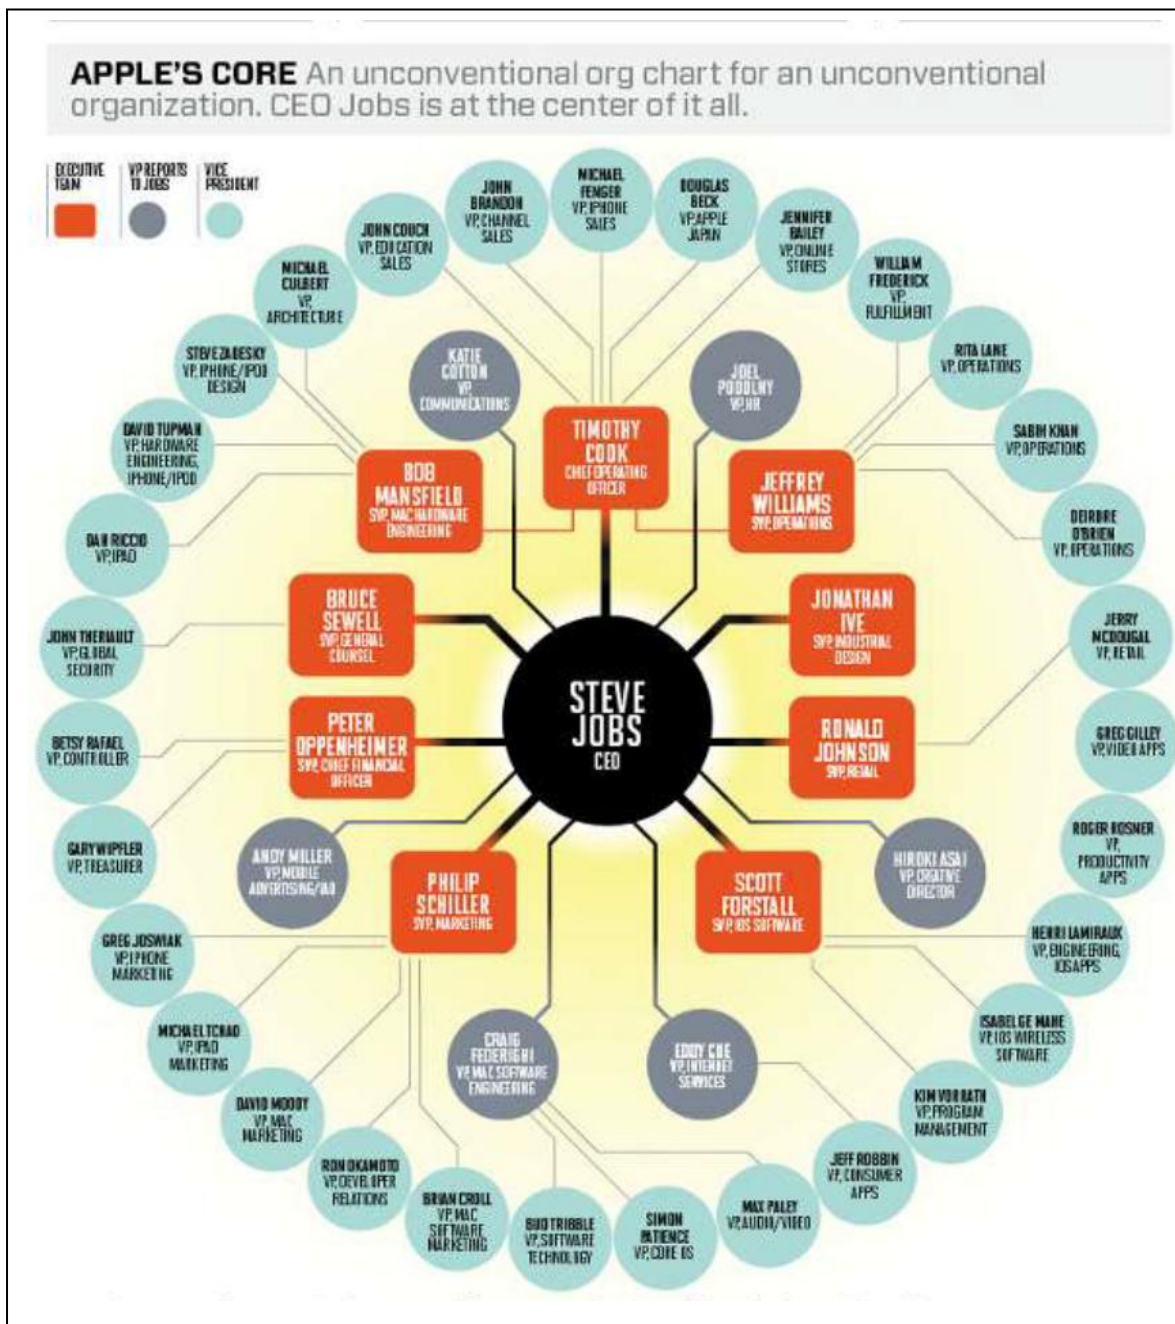 APPLE'S CORE An unconventional org chart for an unconventional
organization. CEO Jobs is at the center of it all.
EXECUTIVE
TEAM
VP REPORTS
TO JOBS
VICE
PRESIDENT
MICHAEL
CULBERT
VP,
ARCHITECTURE
JOHN COUCH
VP, EDUCATION
SALES
JOHN
BRANDON
VP, CHANNEL
SALES
MICHAEL
FENGER
VP, IPHONE
SALES
DOUGLAS
BECK
VP, APPLE
JAPAN
JENNIFER
BAILEY
VP, ONLINE
STORES
WILLIAM
FREDERICK
VP,
FULFILLMENT
RITA LANE
VP, OPERATIONS
SABIH KHAN
VP, OPERATIONS
DEIRDRE
O'BRIEN
VP, OPERATIONS
JERRY
MCDOUGAL
VP, RETAIL
GREG GILLEY
VP, VIDEO APPS
ROGER ROSNER
VP,
PRODUCTIVITY
APPS
HENRI LAMIRAUX
VP, ENGINEERING,
IOS APPS
ISABEL GE MAHE
VP, IOS WIRELESS
SOFTWARE
KIM VORRATH
VP, PROGRAM
MANAGEMENT
JEFF ROBBIN
VP, CONSUMER
APPS
MAX PALEY
VP, AUDIO/VIDEO
SIMON
PATIENCE
VP, CORE OS
BUD TRIBBLE
VP, SOFTWARE
TECHNOLOGY
BRIAN CROLL
VP, MAC
SOFTWARE
MARKETING
RON OKAMOTO
VP, DEVELOPER
RELATIONS
DAVID MOODY
VP, MAC
MARKETING
MICHAEL TCHAO
VP, IPAD
MARKETING
GREG JOSWIAK
VP, IPHONE
MARKETING
GARY WIPFLER
VP, TREASURER
BETSY RAFAEL
VP, CONTROLLER
JOHN THERIAULT
VP, GLOBAL
SECURITY
DAN RICCIO
VP, IPAD
DAVID TUPMAN
VP, HARDWARE
ENGINEERING,
IPHONE/IPOD
STEVE ZADESKY
VP, IPHONE/IPOD
DESIGN
KATIE
COTTON
VP,
COMMUNICATIONS
JOEL
PODOLNY
VP, HR
TIMOTHY
COOK
CHIEF OPERATING
OFFICER
BOB
MANSFIELD
SVP, MAC HARDWARE
ENGINEERING
JEFFREY
WILLIAMS
SVP, OPERATIONS
BRUCE
SEWELL
SVP, GENERAL
COUNSEL
JONATHAN
IVE
SVP, INDUSTRIAL
DESIGN
STEVE
JOBS
CEO
PETER
OPPENHEIMER
SVP, CHIEF FINANCIAL
OFFICER
RONALD
JOHNSON
SVP, RETAIL
ANDY MILLER
VP, MOBILE
ADVERTISING/IAD
PHILIP
SCHILLER
SVP, MARKETING
SCOTT
FORSTALL
SVP, IOS SOFTWARE
HIROKI ASAI
VP, CREATIVE
DIRECTOR
CRAIG
FEDERIGHI
VP, MAC SOFTWARE
ENGINEERING
EDDY CUE
VP, INTERNET
SERVICES